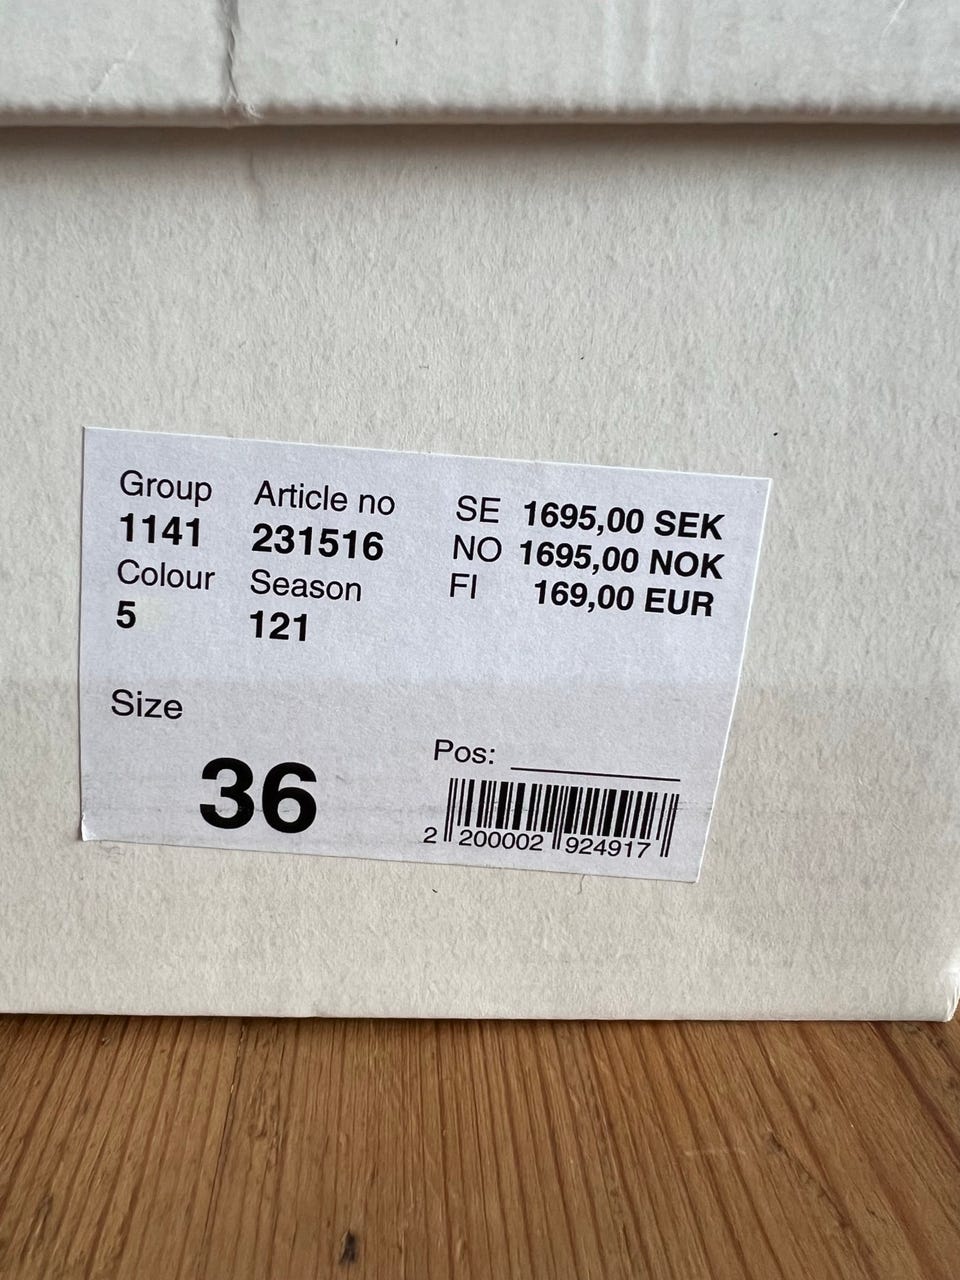 Group Article no SE 1695,00 SEK
1141 231516 NO 1695,00 NOK
Colour Season FI 169,00 EUR
5 121
Size
Pos: ___________
36
2 200002 924917